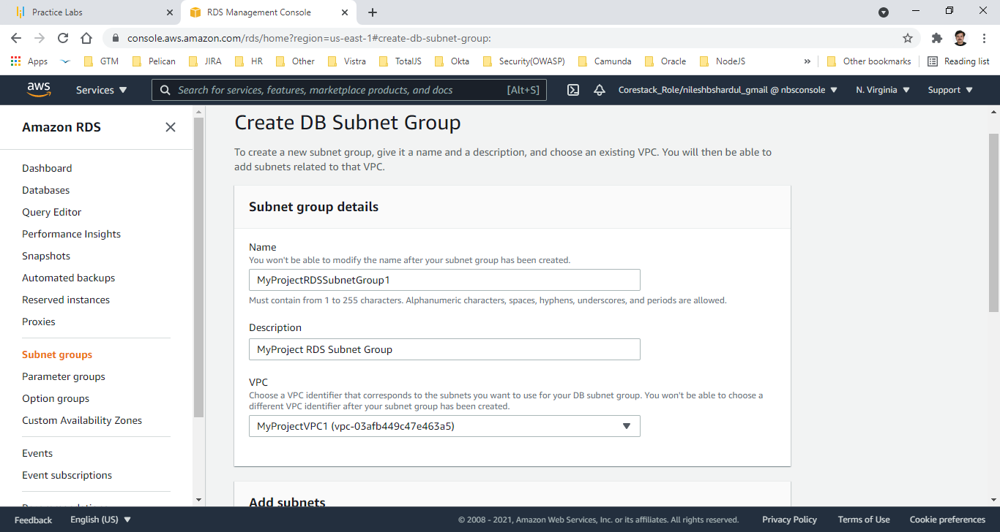 Practice Labs
RDS Management Console
console.aws.amazon.com/rds/home?region=us-east-1#create-db-subnet-group:
Apps
GTM
Pelican
JIRA
HR
Other
Vistra
TotalJS
Okta
Security(OWASP)
Camunda
Oracle
NodeJS
»
Other bookmarks
Reading list
aws
Services
Search for services, features, marketplace products, and docs
[Alt+S]
Corestack_Role/nileshbshardul_gmail @ nbsconsole
N. Virginia
Support
Amazon RDS
Dashboard
Databases
Query Editor
Performance Insights
Snapshots
Automated backups
Reserved instances
Proxies
Subnet groups
Parameter groups
Option groups
Custom Availability Zones
Events
Event subscriptions
Create DB Subnet Group
To create a new subnet group, give it a name and a description, and choose an existing VPC. You will then be able to
add subnets related to that VPC.
Subnet group details
Name
You won't be able to modify the name after your subnet group has been created.
MyProjectRDSSubnetGroup1
Must contain from 1 to 255 characters. Alphanumeric characters, spaces, hyphens, underscores, and periods are allowed.
Description
MyProject RDS Subnet Group
VPC
Choose a VPC identifier that corresponds to the subnets you want to use for your DB subnet group. You won't be able to choose a
different VPC identifier after your subnet group has been created.
MyProjectVPC1 (vpc-03afb449c47e463a5)
Add subnets
Feedback
English (US)
© 2008 - 2021, Amazon Web Services, Inc. or its affiliates. All rights reserved.
Privacy Policy
Terms of Use
Cookie preferences